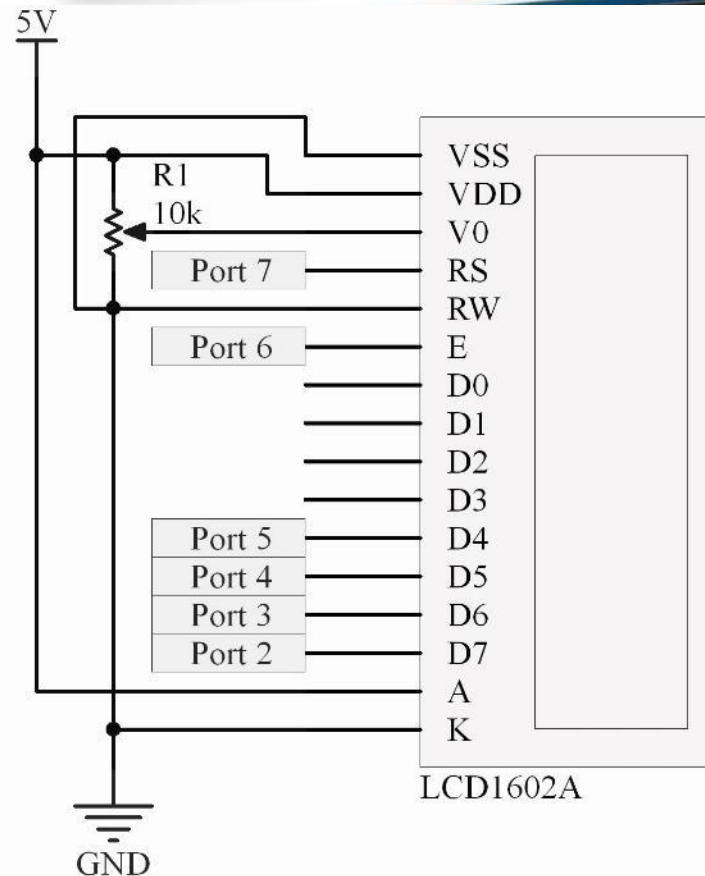 5V
VSS
R1
VDD
10k
V0
Port 7
RS
RW
Port 6
E
D0
D1
D2
D3
Port 5
D4
Port 4
D5
Port 3
D6
Port 2
D7
A
K
LCD1602A
GND